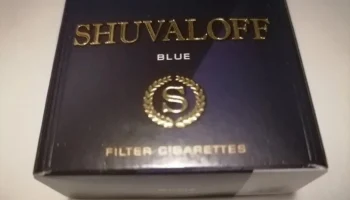 SHUVALOFF
BLUE
S
FILTER CIGARETTES